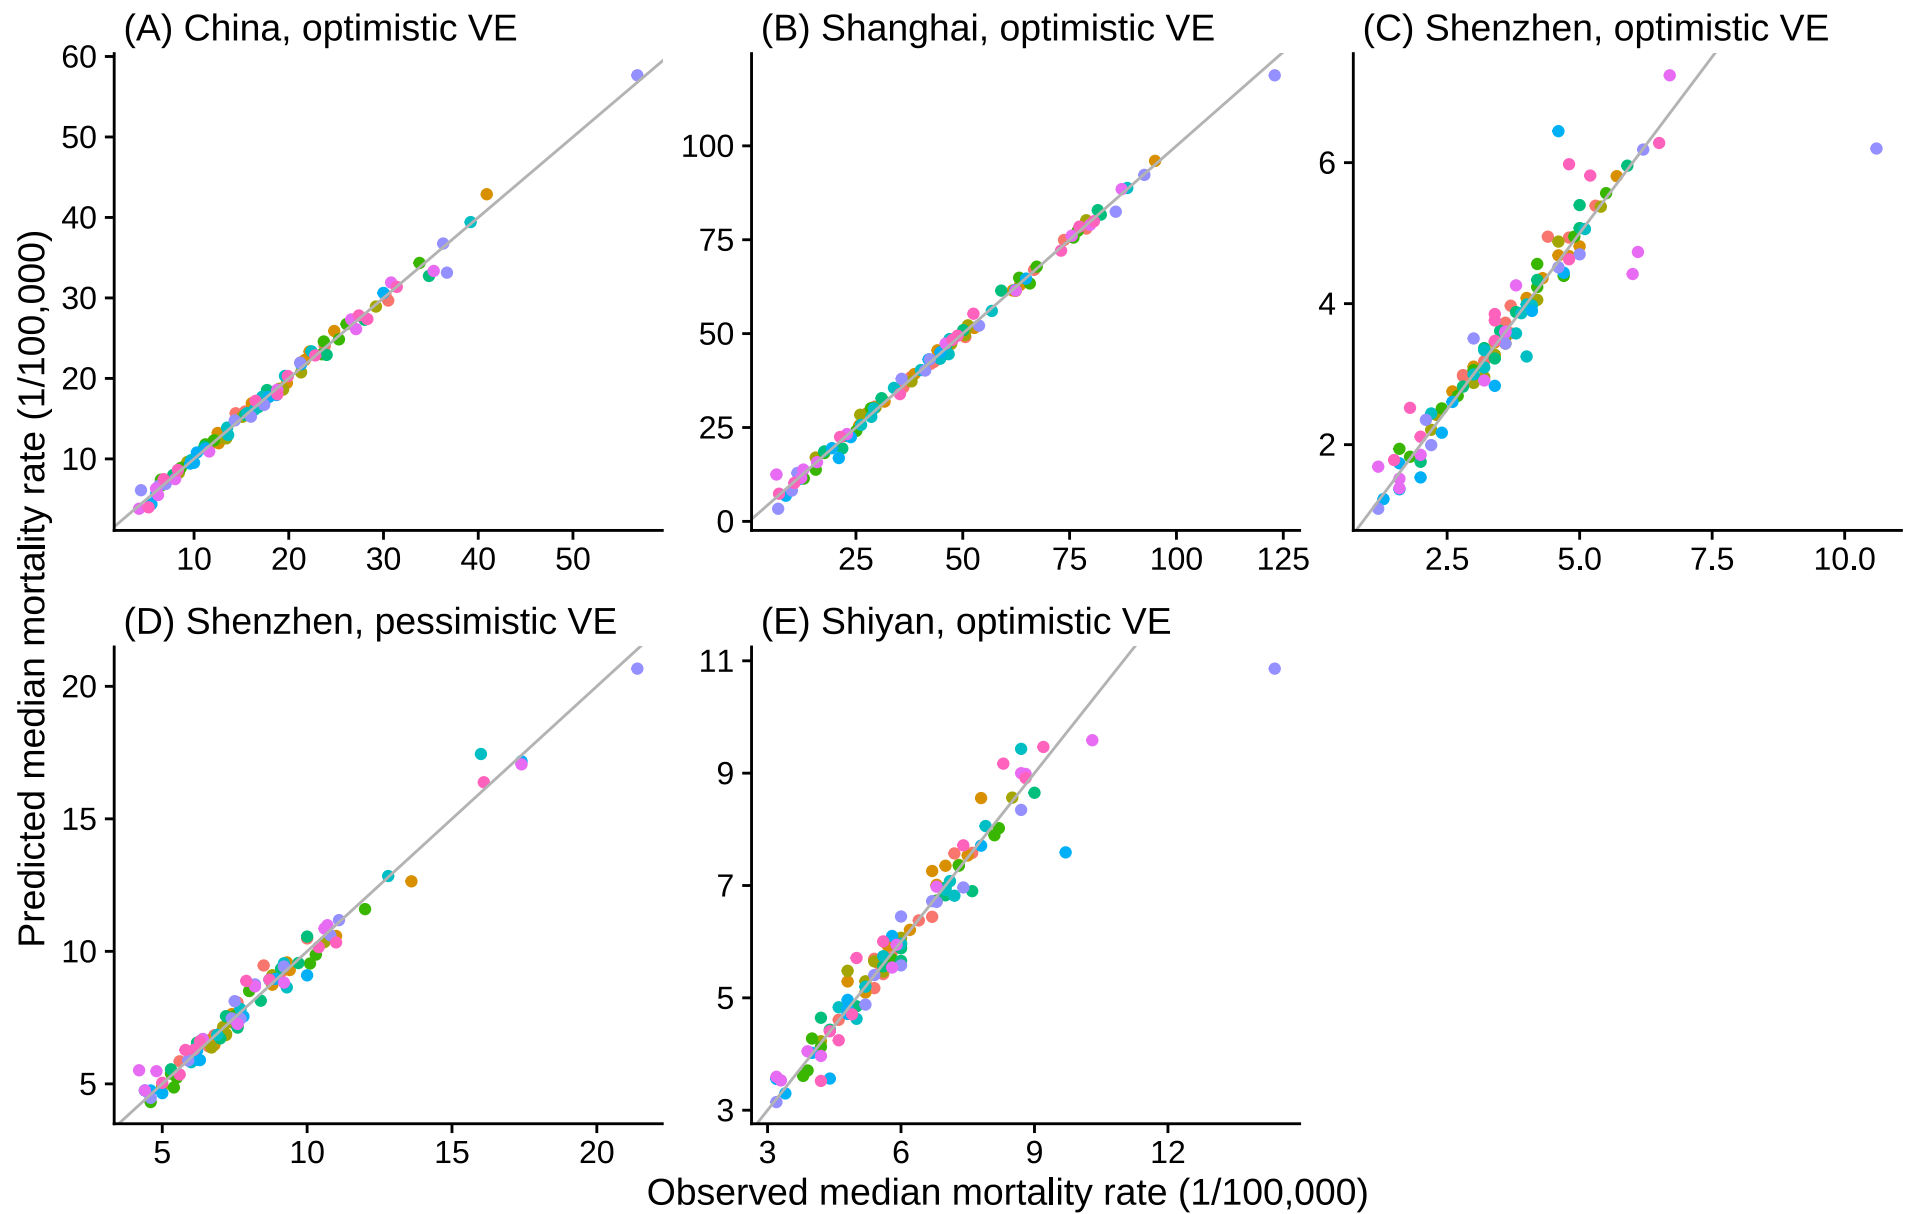 (A) China, optimistic VE
(B) Shanghai, optimistic VE
(C) Shenzhen, optimistic VE
60
50
40
30
20
10
10 20 30 40 50
100
75
50
25
0
25 50 75 100 125
6
4
2
2.5 5.0 7.5 10.0
Predicted median mortality rate (1/100,000)
(D) Shenzhen, pessimistic VE
(E) Shiyan, optimistic VE
20
15
10
5
5 10 15 20
11
9
7
5
3
3 6 9 12
Observed median mortality rate (1/100,000)